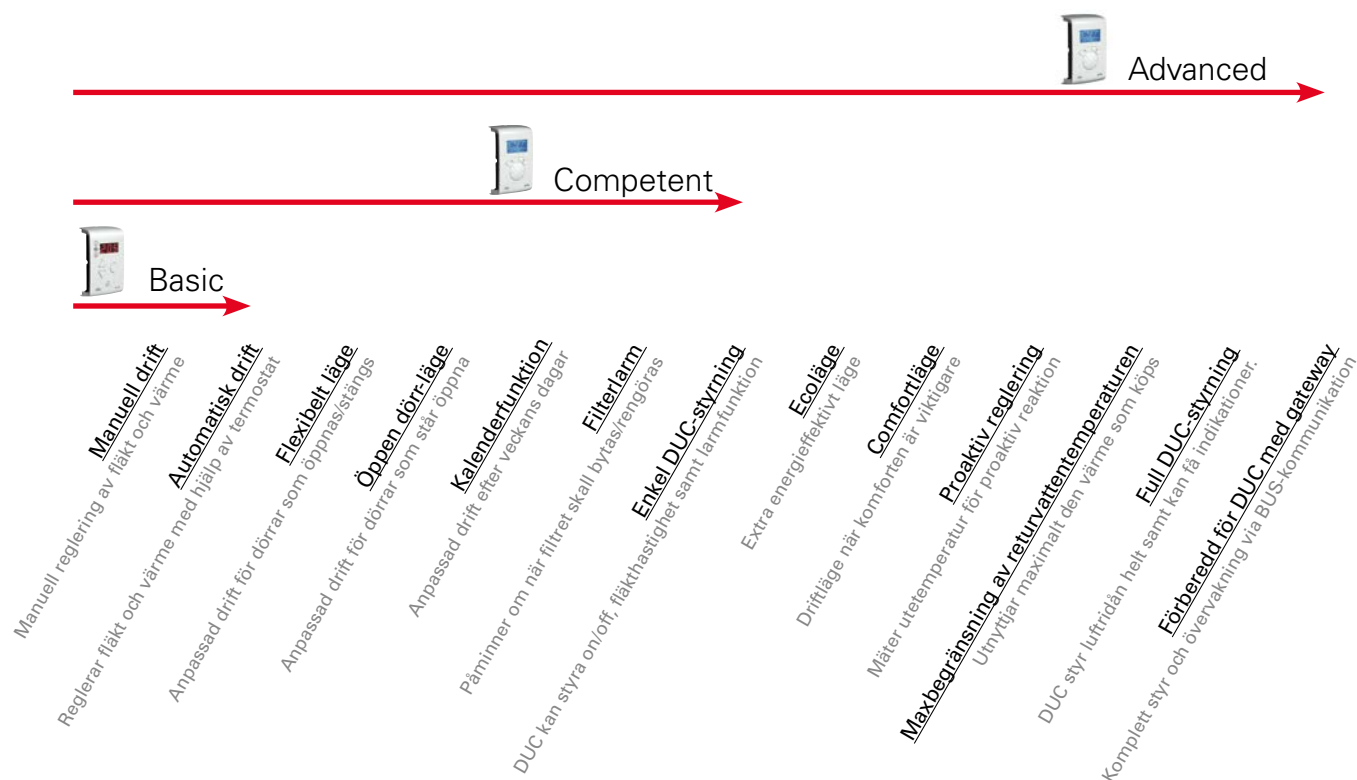 Advanced
Competent
Basic
Manuell drift
Manuell reglering av fläkt och värme
Automatisk drift
Reglerar fläkt och värme med hjälp av termostat
Flexibelt läge
Anpassad drift för dörrar som öppnas/stängs
Öppen dörr-läge
Anpassad drift för dörrar som står öppna
Kalenderfunktion
Anpassad drift efter veckans dagar
Filterlarm
Påminner om när filtret skall bytas/rengöras
Enkel DUC-styrning
DUC kan styra on/off, fläkthastighet samt larmfunktion
Ecoläge
Extra energieffektivt läge
Comfortläge
Driftläge när komforten är viktigare
Proaktiv reglering
Mäter utetemperatur för proaktiv reaktion
Maxbegränsning av returvattentemperaturen
Utnyttjar maximalt den värme som köps
Full DUC-styrning
DUC styr luftridån helt samt kan få indikationer.
Förberedd för DUC med gateway
Komplett styr och övervakning via BUS-kommunikation